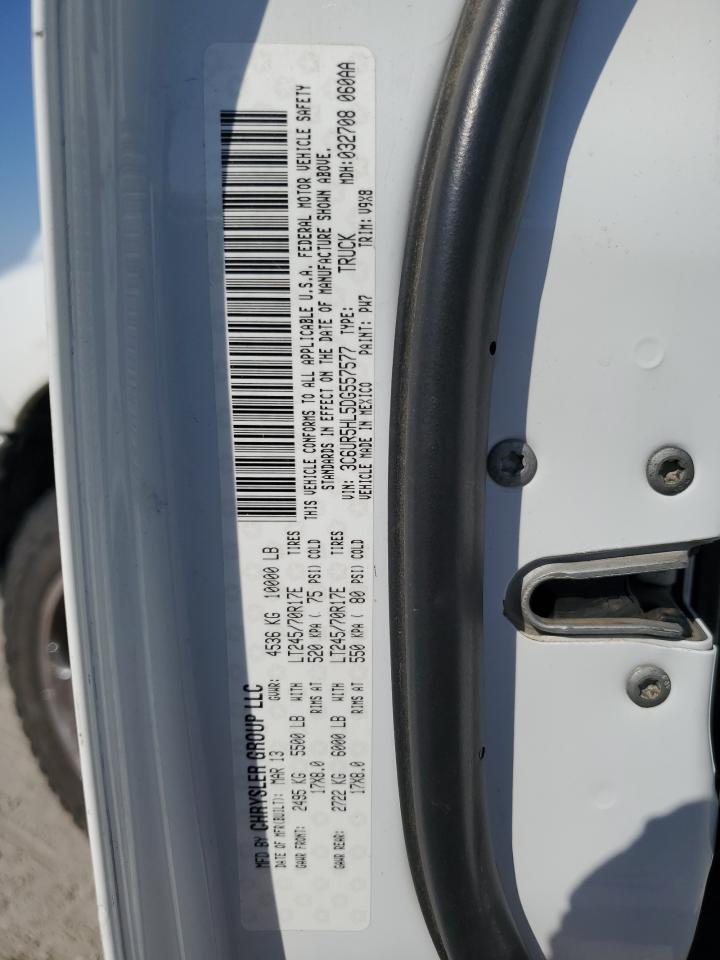 MFD BY CHRYSLER GROUP LLC
DATE OF MFR(BUILT): MAR 13 GVWR: 4536 KG 10000 LB
GAWR FRONT: 2495 KG 5500 LB WITH LT245/70R17E TIRES
17X8.0 RIMS AT 520 KPA ( 75 PSI) COLD
GAWR REAR: 2722 KG 6000 LB WITH LT245/70R17E TIRES
17X8.0 RIMS AT 550 KPA ( 80 PSI) COLD
THIS VEHICLE CONFORMS TO ALL APPLICABLE U.S.A. FEDERAL MOTOR VEHICLE SAFETY
STANDARDS IN EFFECT ON THE DATE OF MANUFACTURE SHOWN ABOVE.
VIN: 3C6UR5HL5DG557577 TYPE: TRUCK MDH:032708 060AA
VEHICLE MADE IN MEXICO PAINT: PW7 TRIM: V9X8